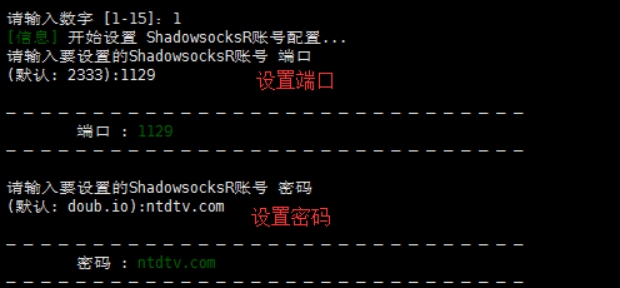 请输入数字 [1-15]：1
[信息] 开始设置 ShadowsocksR账号配置...
请输入要设置的ShadowsocksR账号 端口
(默认: 2333):1129
设置端口
端口 : 1129
请输入要设置的ShadowsocksR账号 密码
(默认: doub.io):ntdtv.com
设置密码
密码 : ntdtv.com